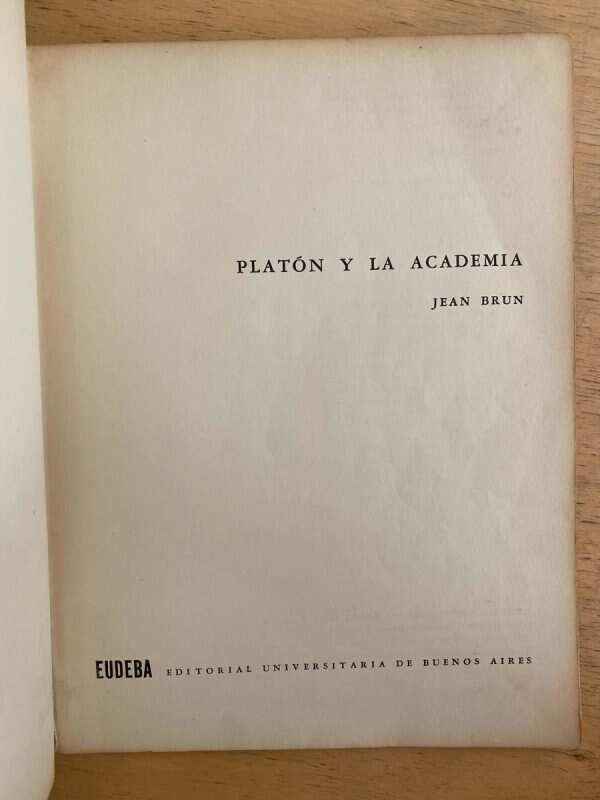 PLATÓN Y LA ACADEMIA
JEAN BRUN
EUDEBA EDITORIAL UNIVERSITARIA DE BUENOS AIRES